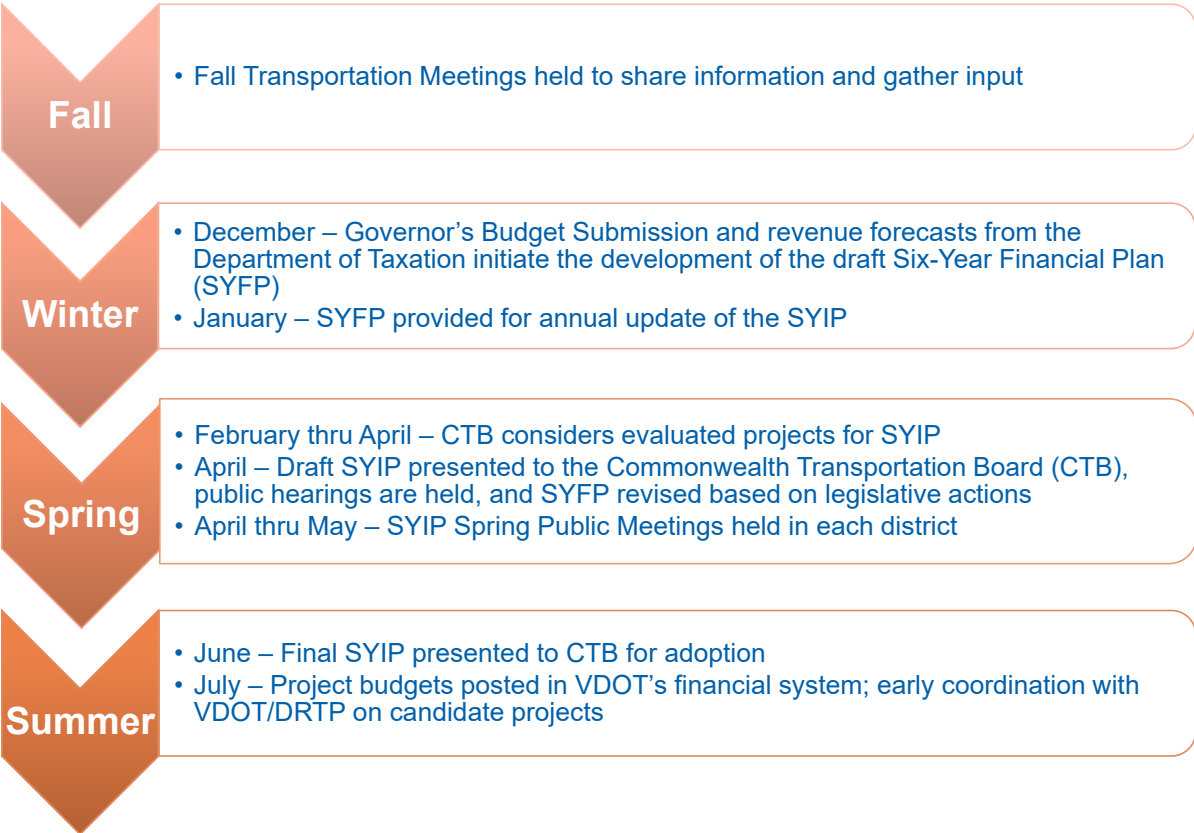 Fall
• Fall Transportation Meetings held to share information and gather input
Winter
• December – Governor’s Budget Submission and revenue forecasts from the
Department of Taxation initiate the development of the draft Six-Year Financial Plan
(SYFP)
• January – SYFP provided for annual update of the SYIP
Spring
• February thru April – CTB considers evaluated projects for SYIP
• April – Draft SYIP presented to the Commonwealth Transportation Board (CTB),
public hearings are held, and SYFP revised based on legislative actions
• April thru May – SYIP Spring Public Meetings held in each district
Summer
• June – Final SYIP presented to CTB for adoption
• July – Project budgets posted in VDOT’s financial system; early coordination with
VDOT/DRTP on candidate projects